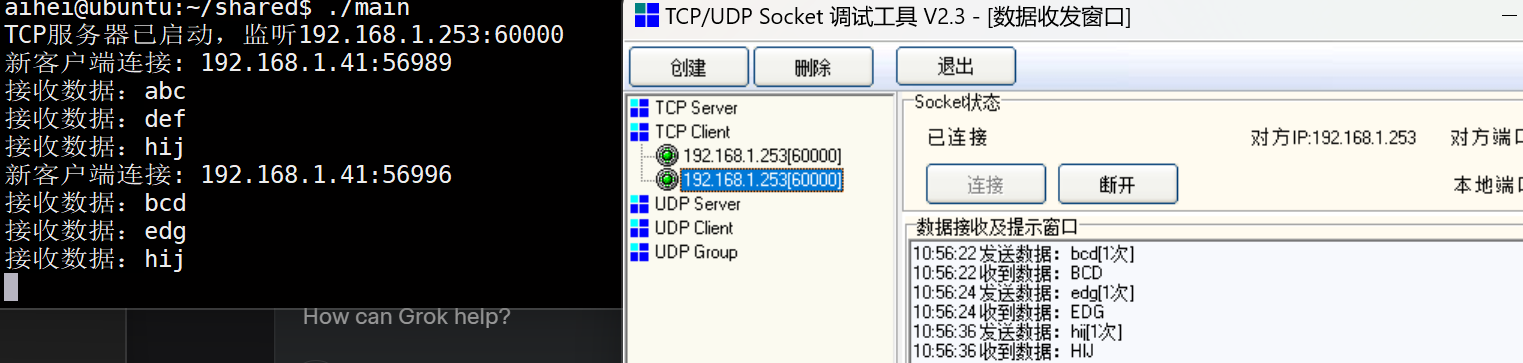 aihei@ubuntu:~/shared$ ./main
TCP服务器已启动，监听192.168.1.253:60000
新客户端连接: 192.168.1.41:56989
接收数据: abc
接收数据: def
接收数据: hij
新客户端连接: 192.168.1.41:56996
接收数据: bcd
接收数据: edg
接收数据: hij
How can Grok help?
TCP/UDP Socket 调试工具 V2.3 - [数据收发窗口]
创建 删除 退出
TCP Server
TCP Client
192.168.1.253[60000]
192.168.1.253[60000]
UDP Server
UDP Client
UDP Group
Socket状态
已连接 对方IP:192.168.1.253 对方端口
连接 断开 本地端口
数据接收及提示窗口
10:56:22 发送数据: bcd[1次]
10:56:22 收到数据: BCD
10:56:24 发送数据: edg[1次]
10:56:24 收到数据: EDG
10:56:36 发送数据: hij[1次]
10:56:36 收到数据: HIJ